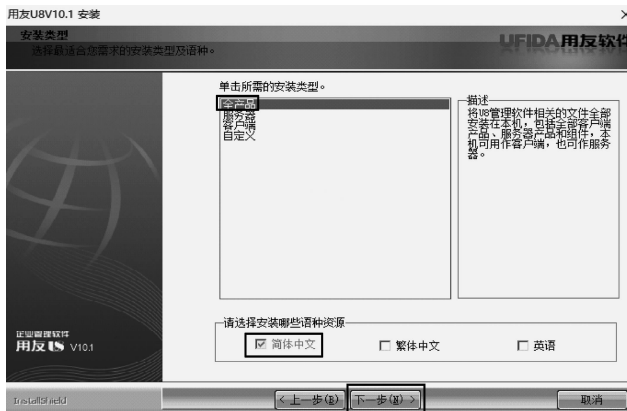 用友U8V10.1 安装
安装类型
选择最适合您需求的安装类型及语种。
UFIDA用友软件
单击所需的安装类型。
全产品
服务器
客户端
自定义
描述
将U8管理软件相关的文件全部
安装在本机，包括全部客户端
产品、服务器产品和组件，本
机可用作客户端，也可作服务
器。
请选择安装哪些语种资源
简体中文
繁体中文
英语
企业管理软件
用友 U8 V10.1
InstallShield
< 上一步(B)
下一步(N) >
取消